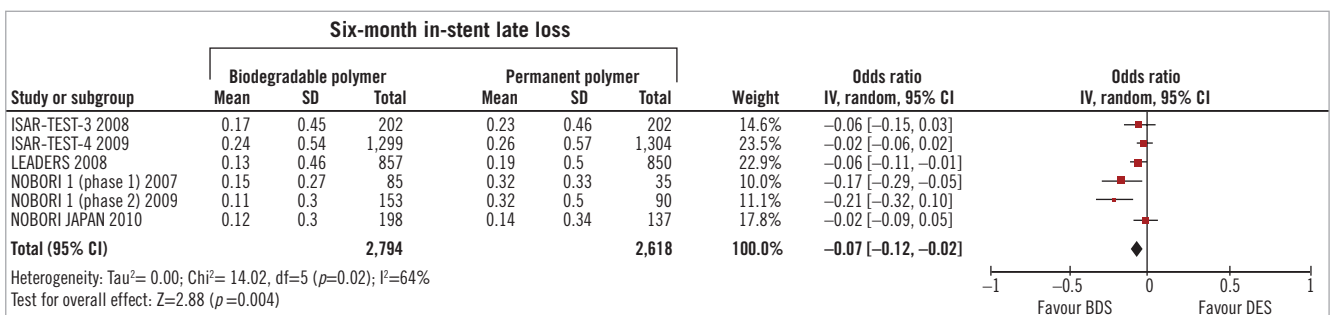 Six-month in-stent late loss
Biodegradable polymer Permanent polymer Odds ratio Odds ratio
Study or subgroup Mean SD Total Mean SD Total Weight IV, random, 95% CI IV, random, 95% CI
ISAR-TEST-3 2008 0.17 0.45 202 0.23 0.46 202 14.6% –0.06 [–0.15, 0.03]
ISAR-TEST-4 2009 0.24 0.54 1,299 0.26 0.57 1,304 23.5% –0.02 [–0.06, 0.02]
LEADERS 2008 0.13 0.46 857 0.19 0.5 850 22.9% –0.06 [–0.11, –0.01]
NOBORI 1 (phase 1) 2007 0.15 0.27 85 0.32 0.33 35 10.0% –0.17 [–0.29, –0.05]
NOBORI 1 (phase 2) 2009 0.11 0.3 153 0.32 0.5 90 11.1% –0.21 [–0.32, 0.10]
NOBORI JAPAN 2010 0.12 0.3 198 0.14 0.34 137 17.8% –0.02 [–0.09, 0.05]
Total (95% CI) 2,794 2,618 100.0% –0.07 [–0.12, –0.02]
Heterogeneity: Tau²= 0.00; Chi²= 14.02, df=5 (p=0.02); I²=64%
Test for overall effect: Z=2.88 (p=0.004)
–1 –0.5 0 0.5 1
Favour BDS Favour DES